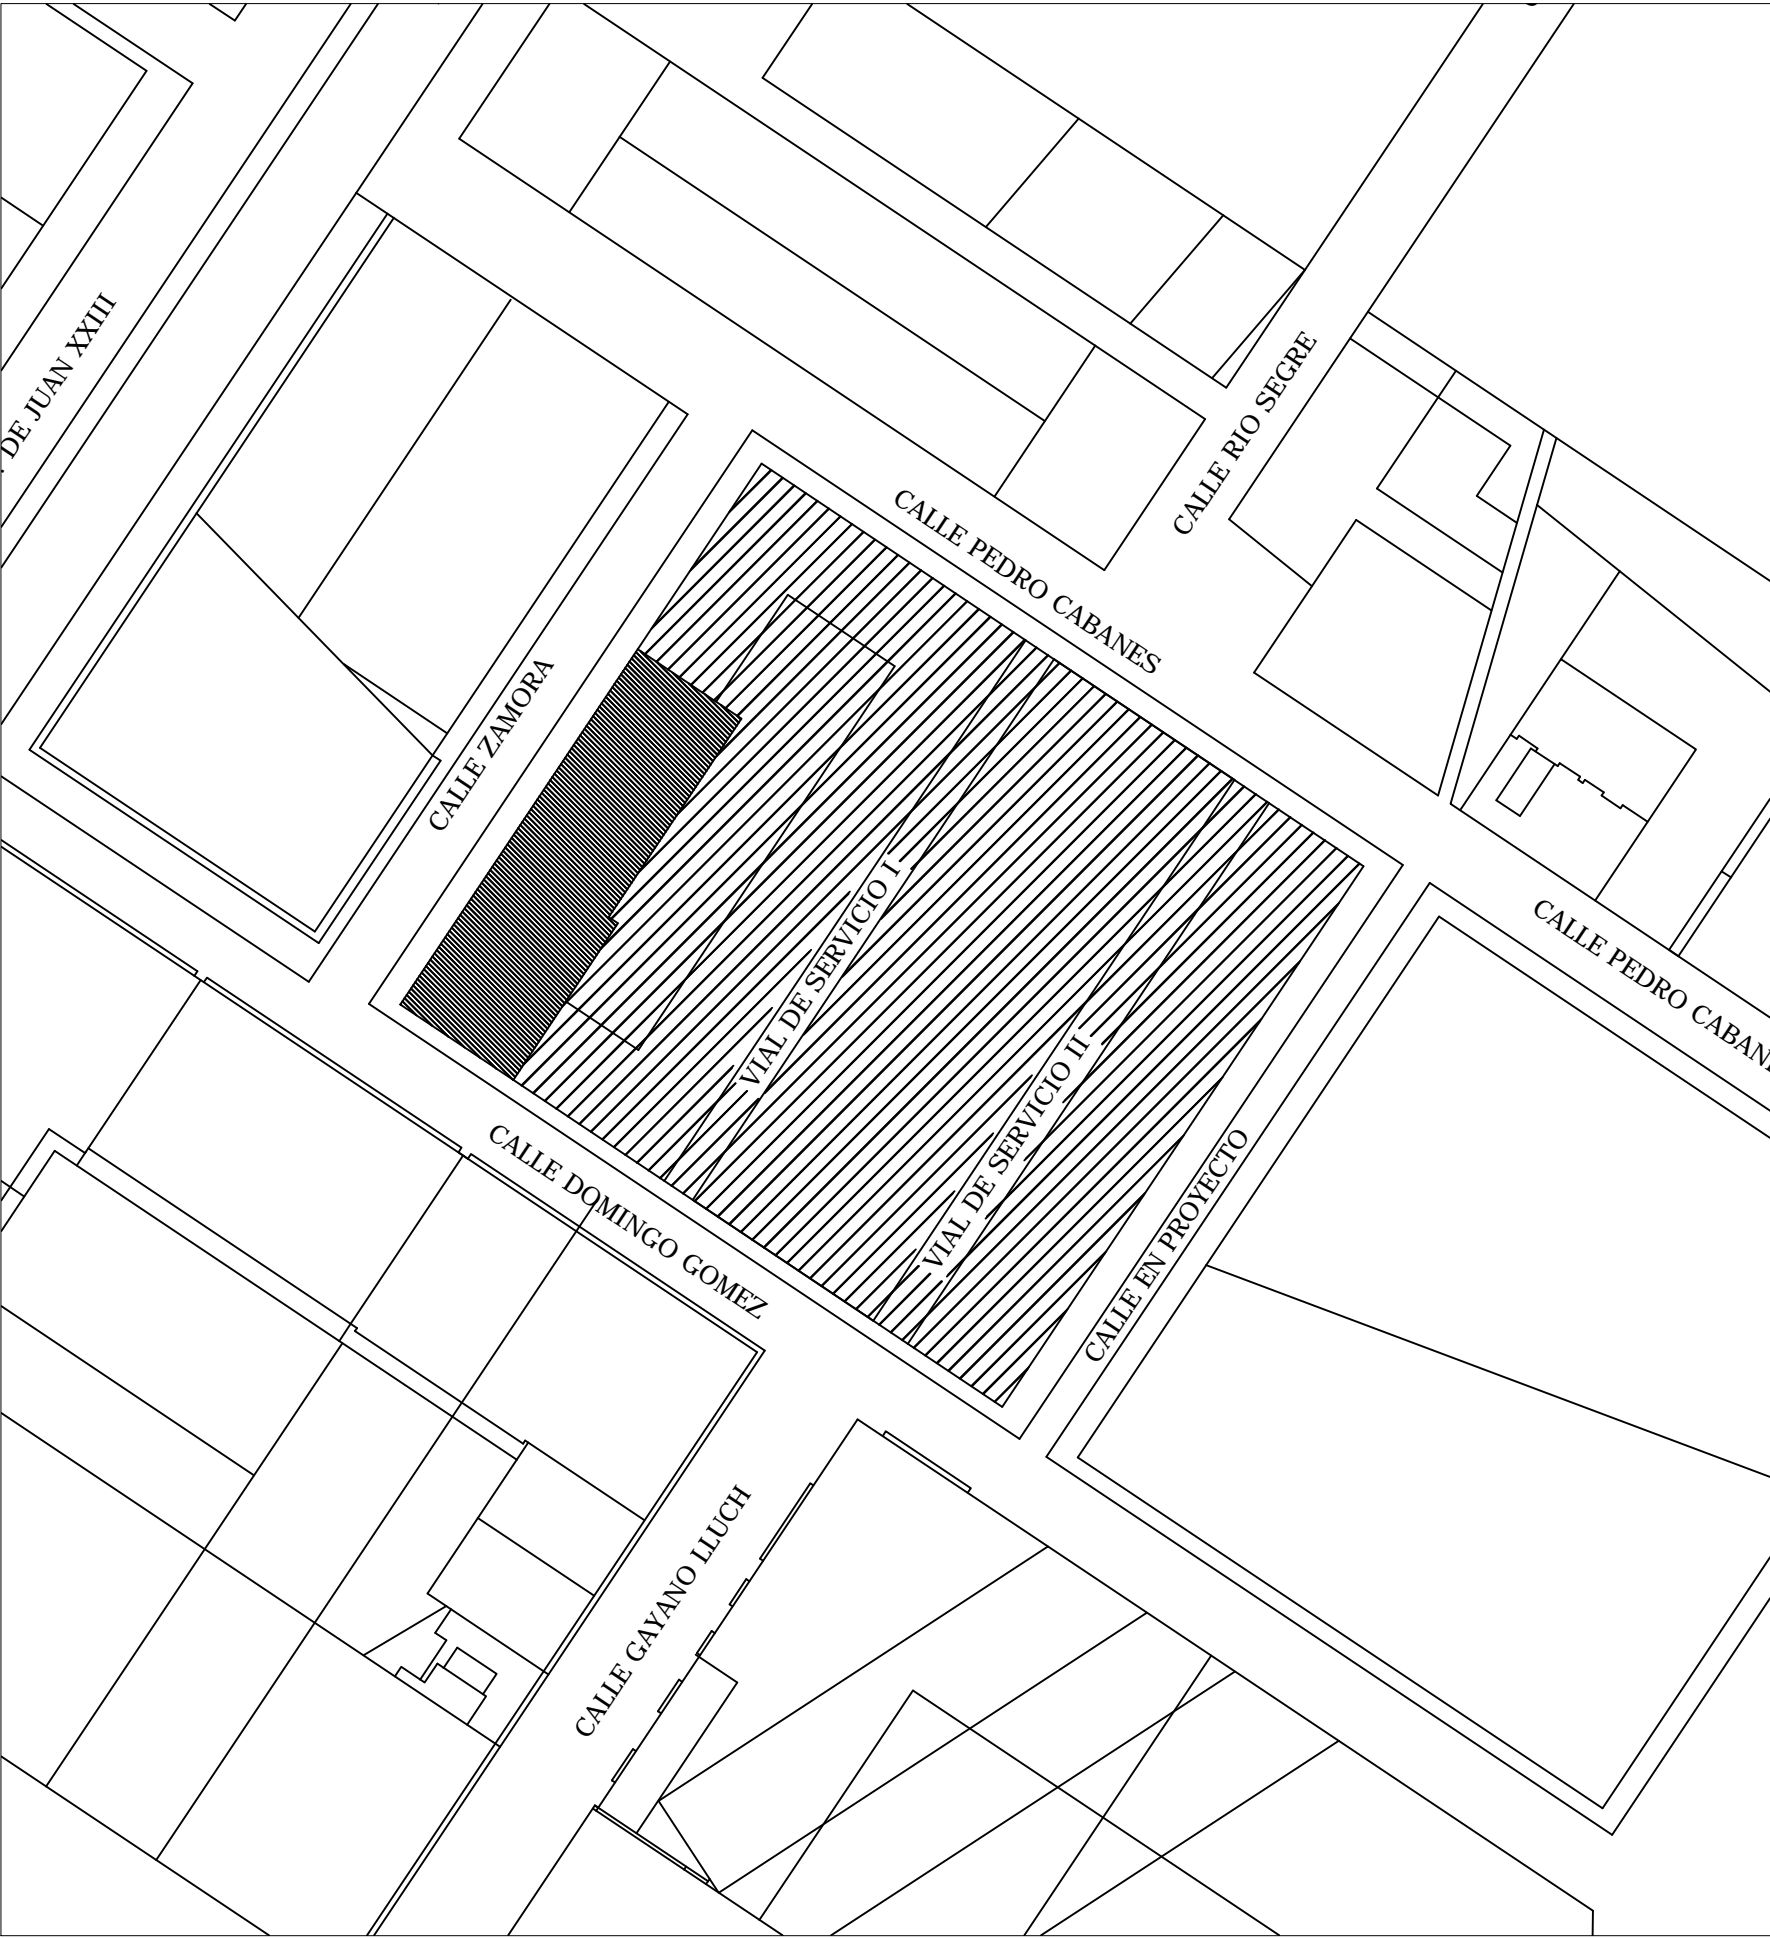 . DE JUAN XXIII
CALLE RIO SEGRE
CALLE PEDRO CABANES
CALLE ZAMORA
VIAL DE SERVICIO I
CALLE PEDRO CABAN
VIAL DE SERVICIO II
CALLE DOMINGO GOMEZ
CALLE EN PROYECTO
CALLE GAYANO LLUCH